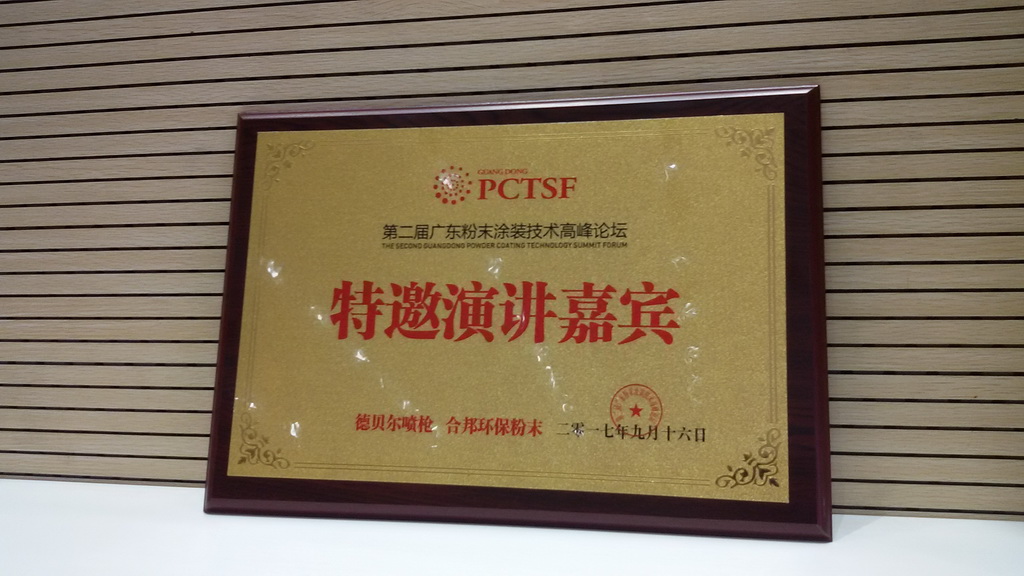 GUANG DONG
PCTSF
第二届广东粉末涂装技术高峰论坛
THE SECOND GUANGDONG POWDER COATING TECHNOLOGY SUMMIT FORUM
特邀演讲嘉宾
德贝尔喷枪 合邦环保粉末 二零一七年九月十六日